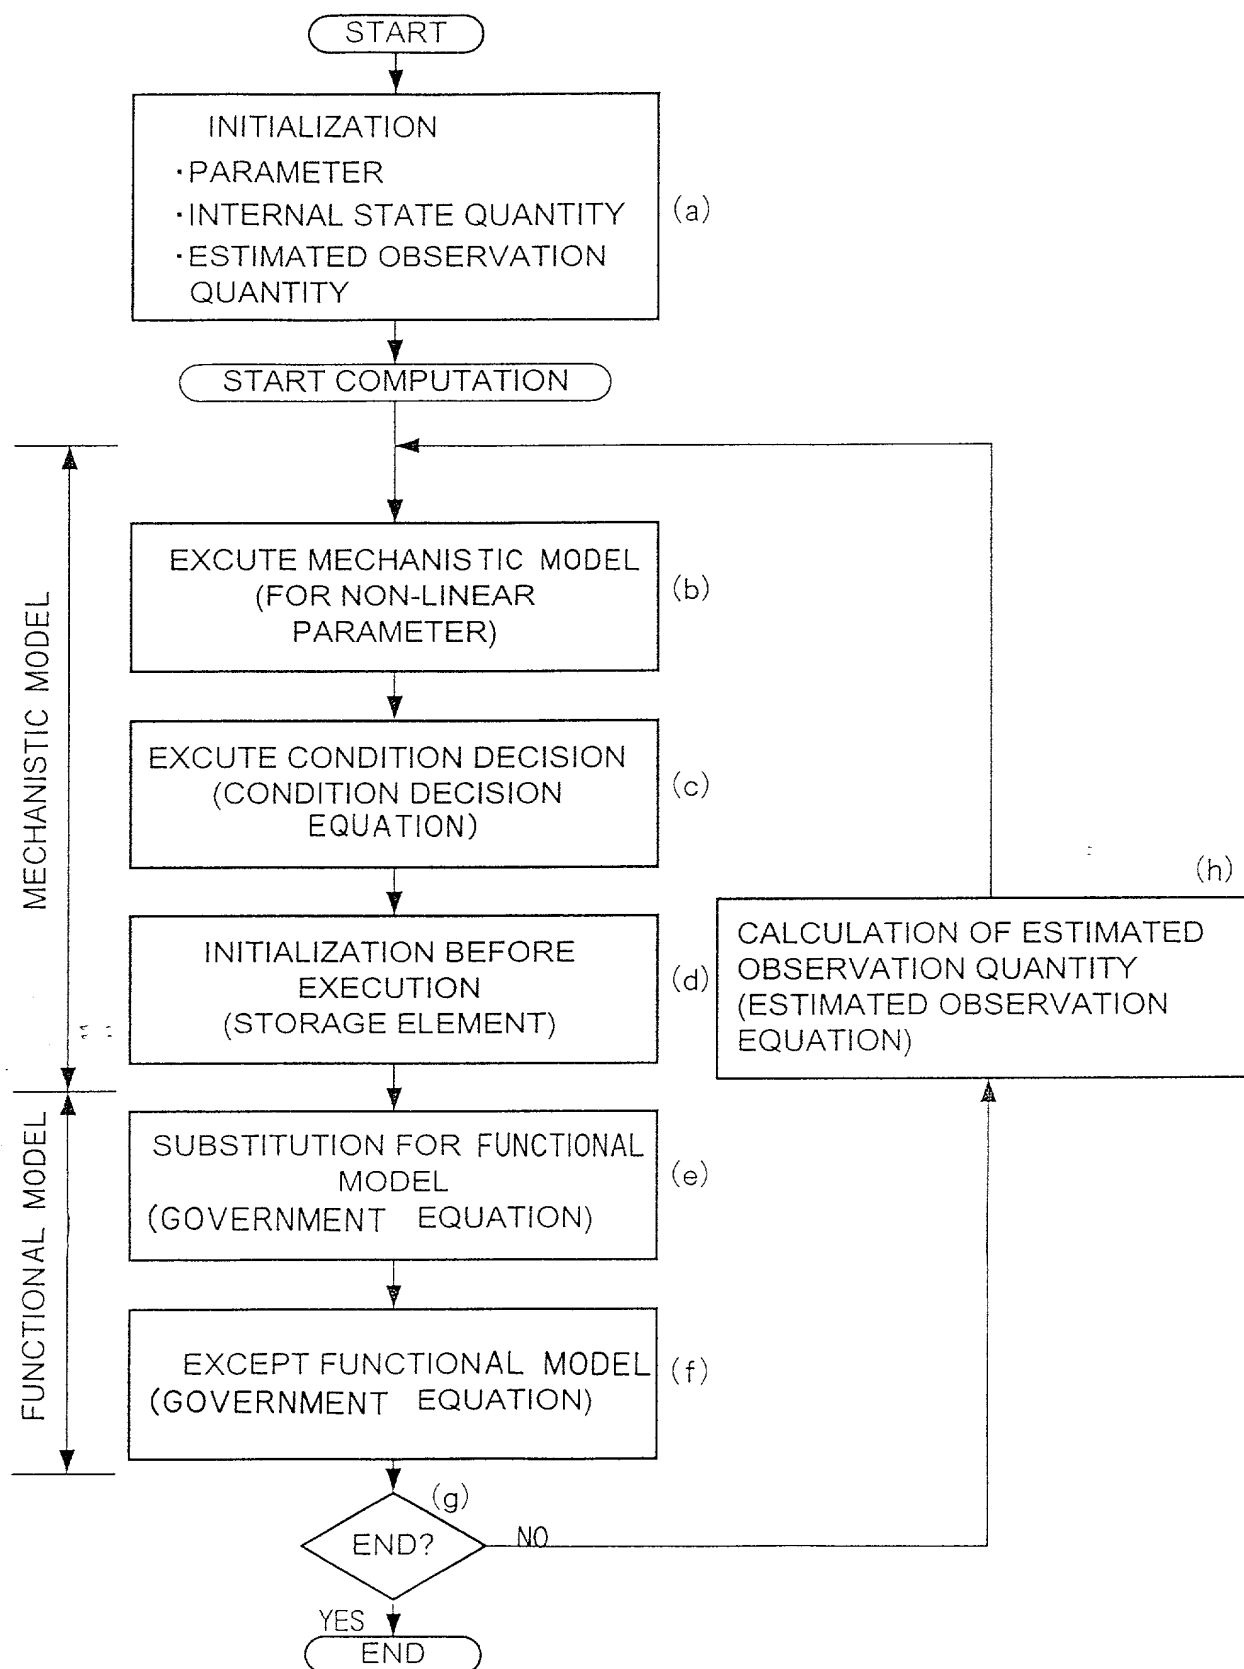 START
INITIALIZATION
·PARAMETER
·INTERNAL STATE QUANTITY
·ESTIMATED OBSERVATION
QUANTITY
(a)
START COMPUTATION
MECHANISTIC MODEL
EXCUTE MECHANISTIC MODEL
(FOR NON-LINEAR
PARAMETER)
(b)
EXCUTE CONDITION DECISION
(CONDITION DECISION
EQUATION)
(c)
INITIALIZATION BEFORE
EXECUTION
(STORAGE ELEMENT)
(d)
(h)
CALCULATION OF ESTIMATED
OBSERVATION QUANTITY
(ESTIMATED OBSERVATION
EQUATION)
FUNCTIONAL MODEL
SUBSTITUTION FOR FUNCTIONAL
MODEL
(GOVERNMENT EQUATION)
(e)
EXCEPT FUNCTIONAL MODEL
(GOVERNMENT EQUATION)
(f)
(g)
END?
NO
YES
END